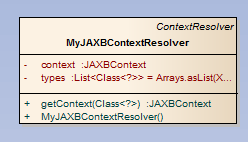 ContextResolver
MyJAXBContextResolver
- context :JAXBContext
- types :List<Class<?>> = Arrays.asList(X...
+ getContext(Class<?>) :JAXBContext
+ MyJAXBContextResolver()